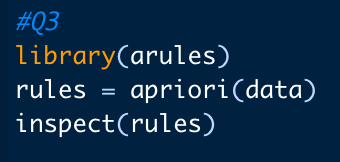 #Q3
library(arules)
rules = apriori(data)
inspect(rules)